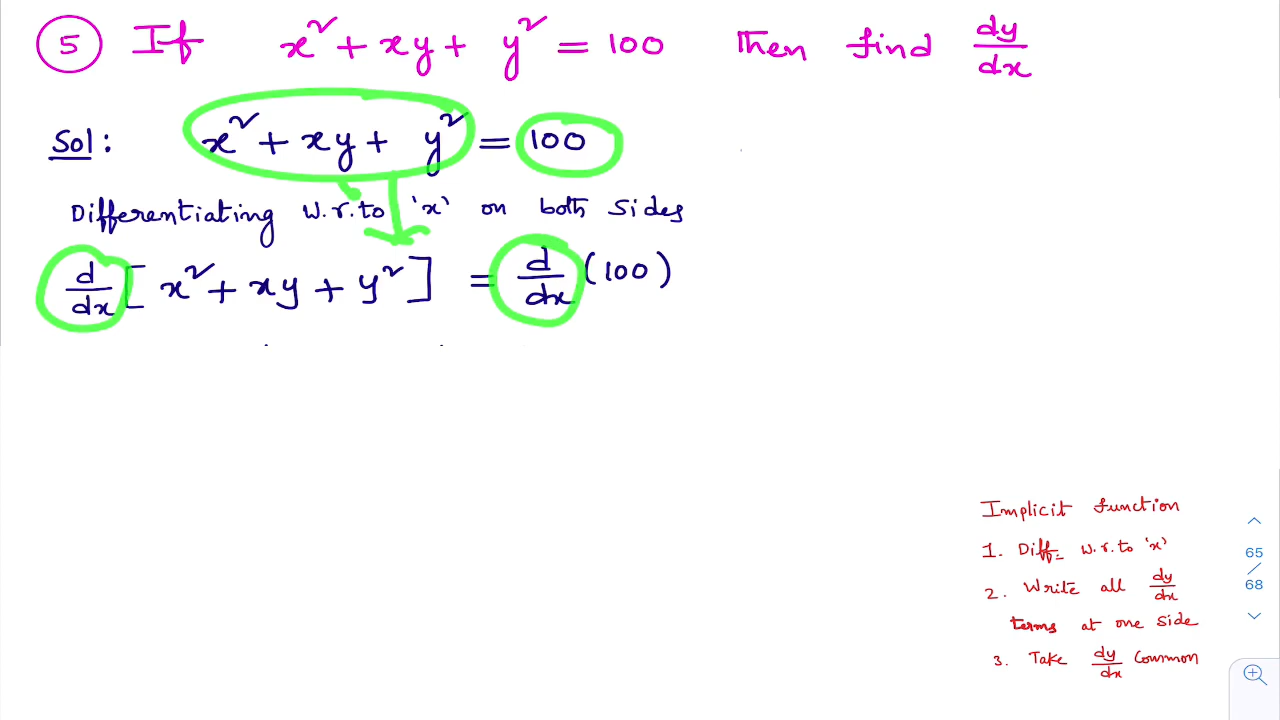 5 If x² + xy + y² = 100 Then find dy/dx
Sol: x² + xy + y² = 100
Differentiating w.r.to 'x' on both sides
d/dx [ x² + xy + y² ] = d/dx (100)
Implicit function
1. Diff= w.r.to 'x'
2. Write all dy/dx
terms at one side
3. Take dy/dx Common
65
/
68